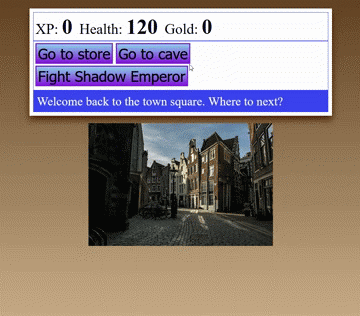 XP: 0 Health: 120 Gold: 0
Go to store Go to cave
Fight Shadow Emperor
Welcome back to the town square. Where to next?